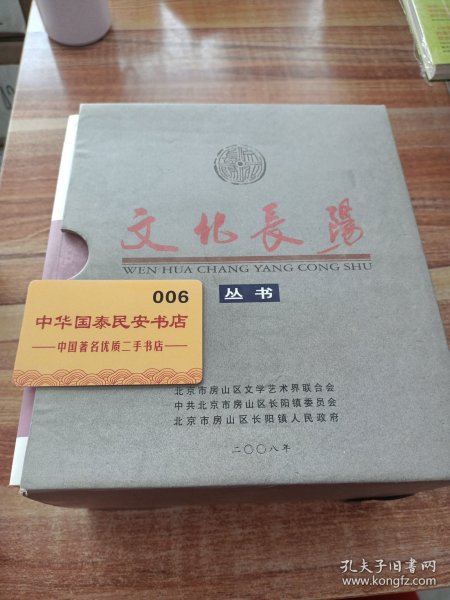 文化長陽
WEN HUA CHANG YANG CONG SHU
丛书
006
中华国泰民安书店
中国著名优质二手书店
北京市房山区文学艺术界联合会
中共北京市房山区长阳镇委员会
北京市房山区长阳镇人民政府
二〇〇八年
孔夫子旧书网
www.kongfz.com